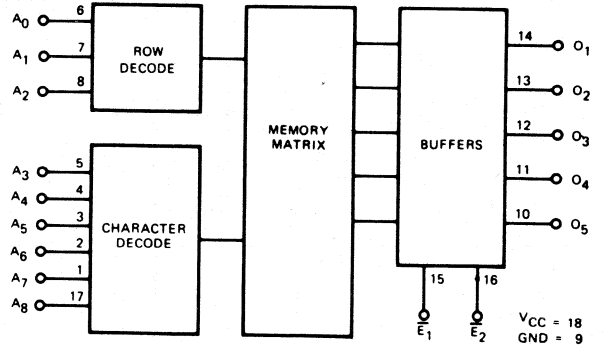 A0 6
A1 7
A2 8
ROW
DECODE
A3 5
A4 4
A5 3
A6 2
A7 1
A8 17
CHARACTER
DECODE
MEMORY
MATRIX
BUFFERS
14 O1
13 O2
12 O3
11 O4
10 O5
15 16
E̅1 E̅2
VCC = 18
GND = 9